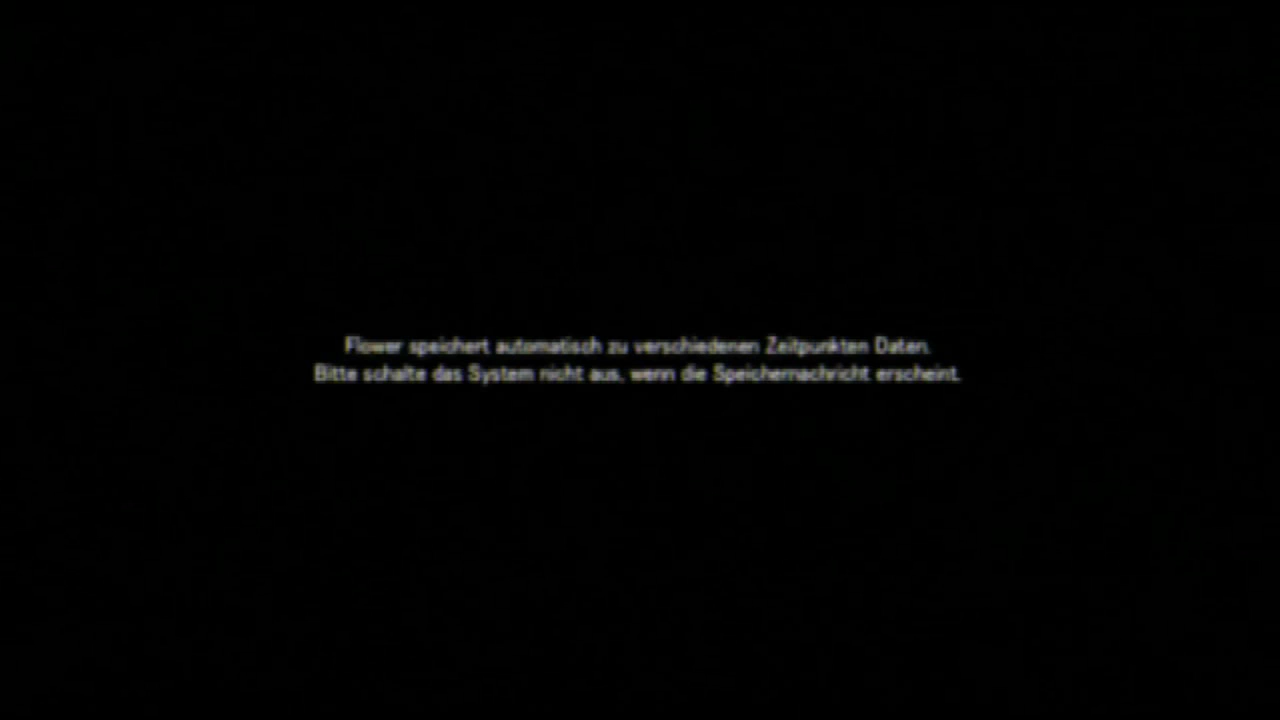 Flower speichert automatisch zu verschiedenen Zeitpunkten Daten.
Bitte schalte das System nicht aus, wenn die Speichernachricht erscheint.